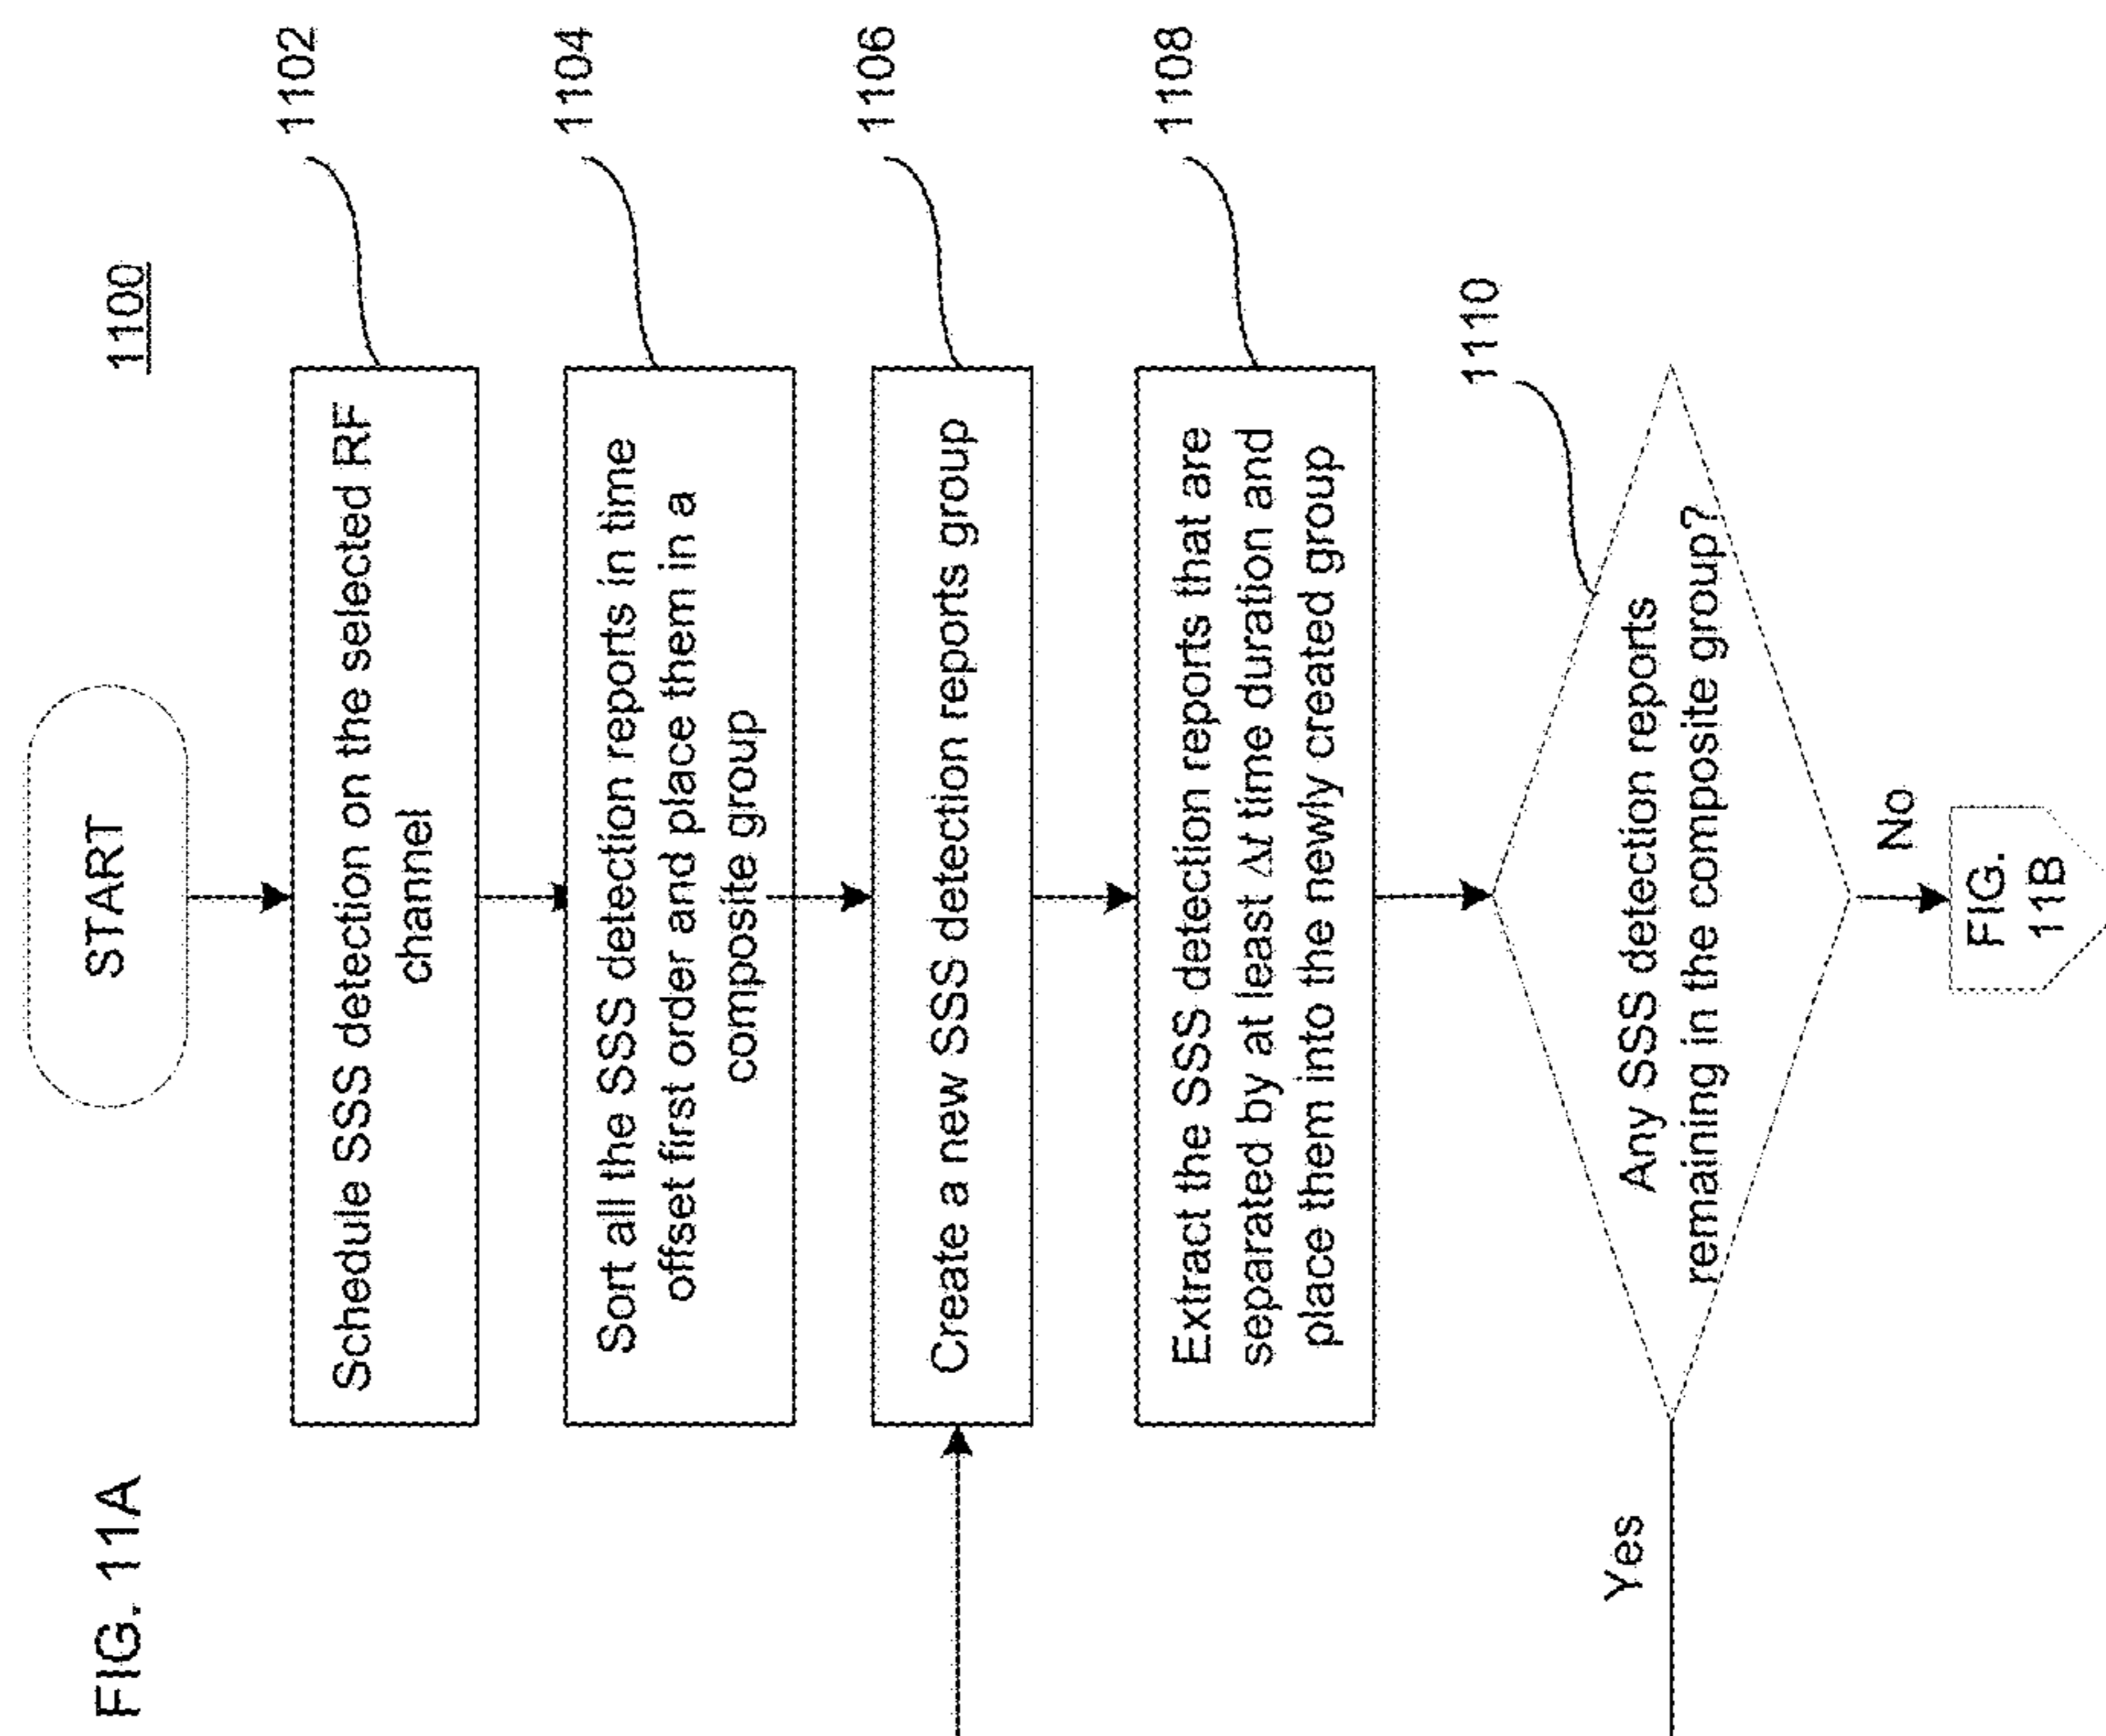 FIG. 11A
1100
START
Schedule SSS detection on the selected RF
channel
1102
Sort all the SSS detection reports in time
offset first order and place them in a
composite group
1104
Create a new SSS detection reports group
1106
Extract the SSS detection reports that are
separated by at least Δt time duration and
place them into the newly created group
1108
Any SSS detection reports
remaining in the composite group?
1110
Yes
No
FIG.
11B